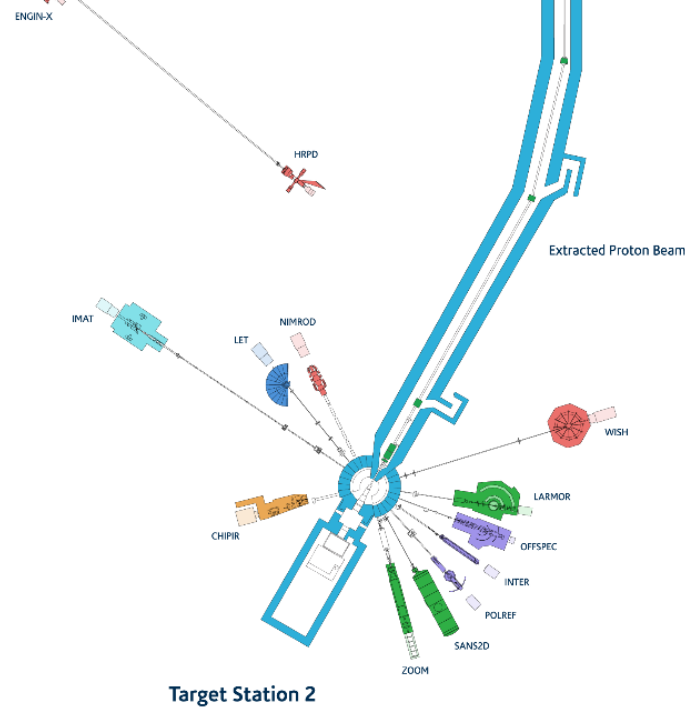 ENGIN-X
HRPD
Extracted Proton Beam
IMAT
NIMROD
LET
WISH
LARMOR
CHIPIR
OFFSPEC
INTER
POLREF
SANS2D
ZOOM
Target Station 2